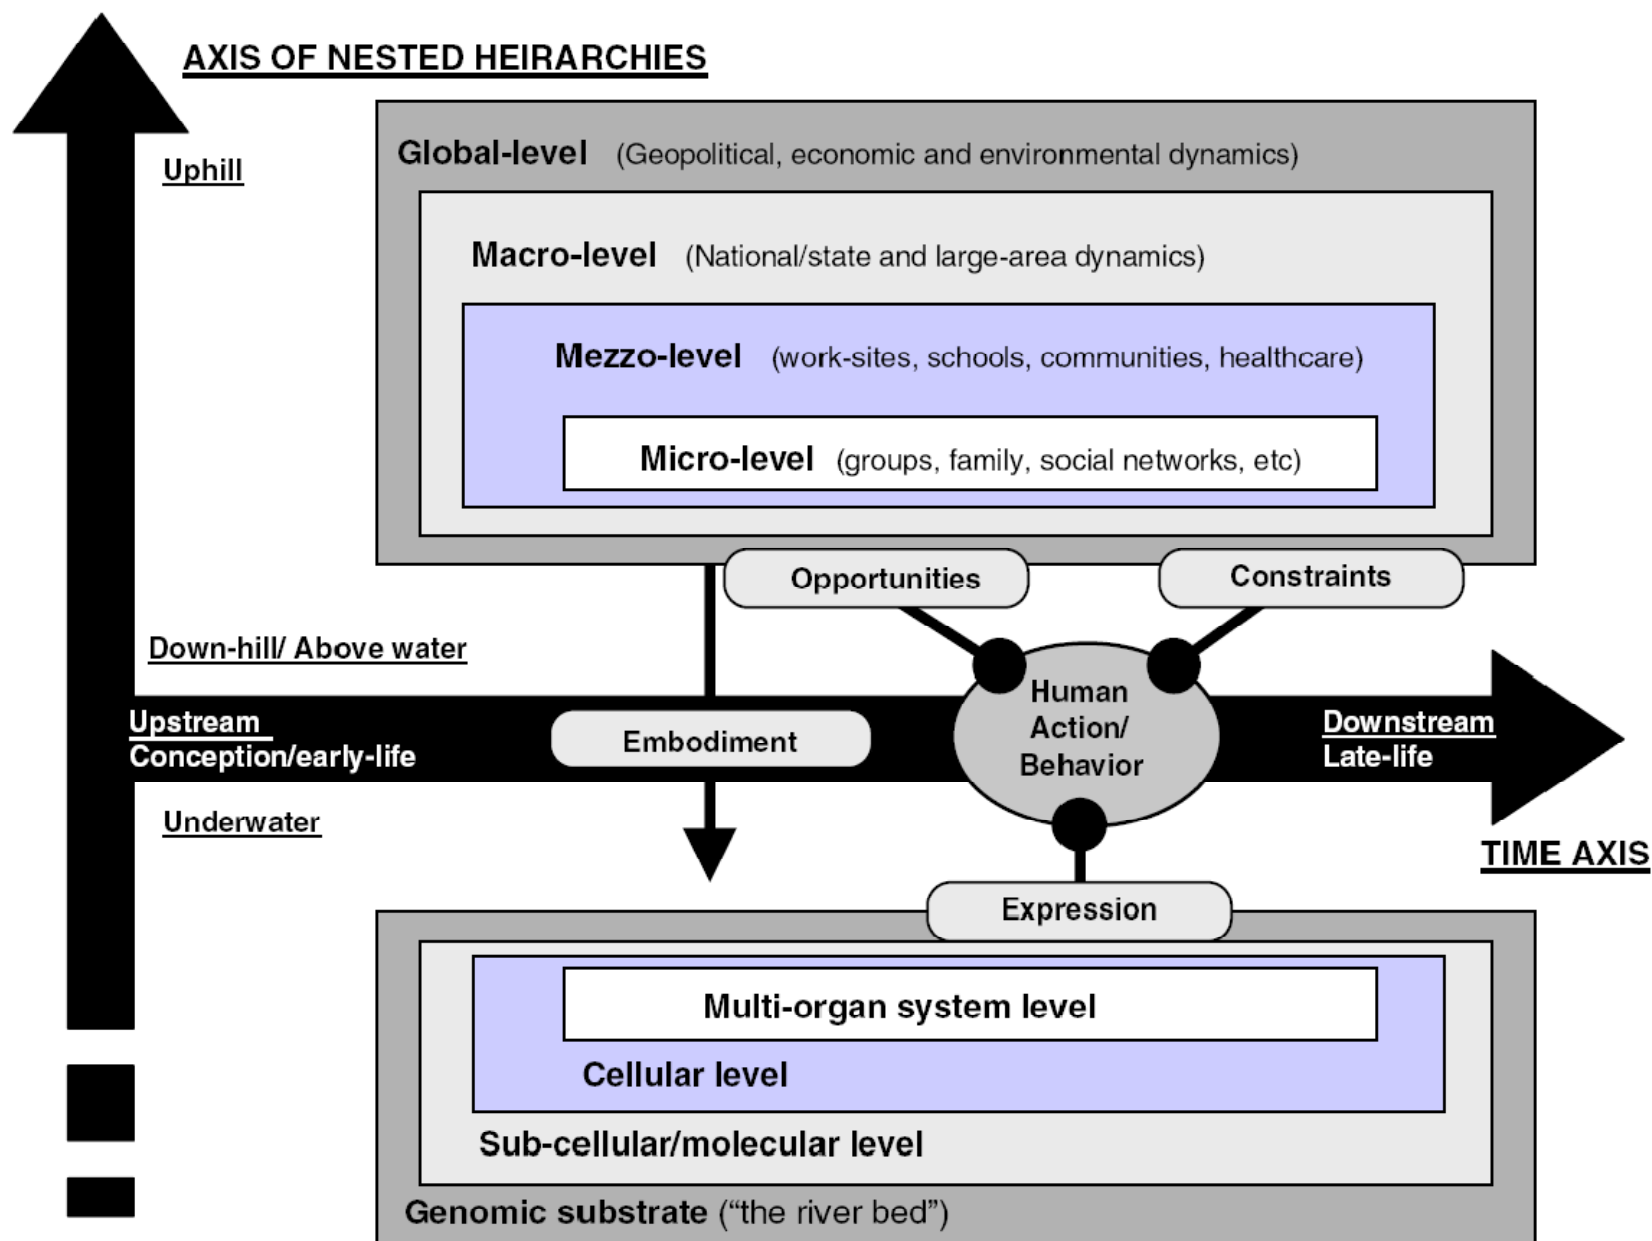 AXIS OF NESTED HEIRARCHIES
Uphill
Global-level (Geopolitical, economic and environmental dynamics)
Macro-level (National/state and large-area dynamics)
Mezzo-level (work-sites, schools, communities, healthcare)
Micro-level (groups, family, social networks, etc)
Opportunities
Constraints
Down-hill/ Above water
Upstream
Conception/early-life
Embodiment
Human
Action/
Behavior
Downstream
Late-life
Underwater
TIME AXIS
Expression
Multi-organ system level
Cellular level
Sub-cellular/molecular level
Genomic substrate (“the river bed”)